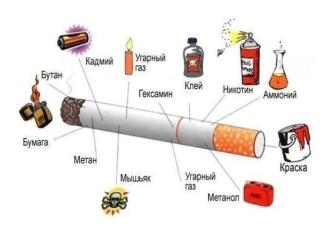 Кадмий
Угарный
газ
Бутан
Гексамин
Клей
Никотин
Аммоний
Бумага
Метан
Мышьяк
Угарный
газ
Метанол
Краска